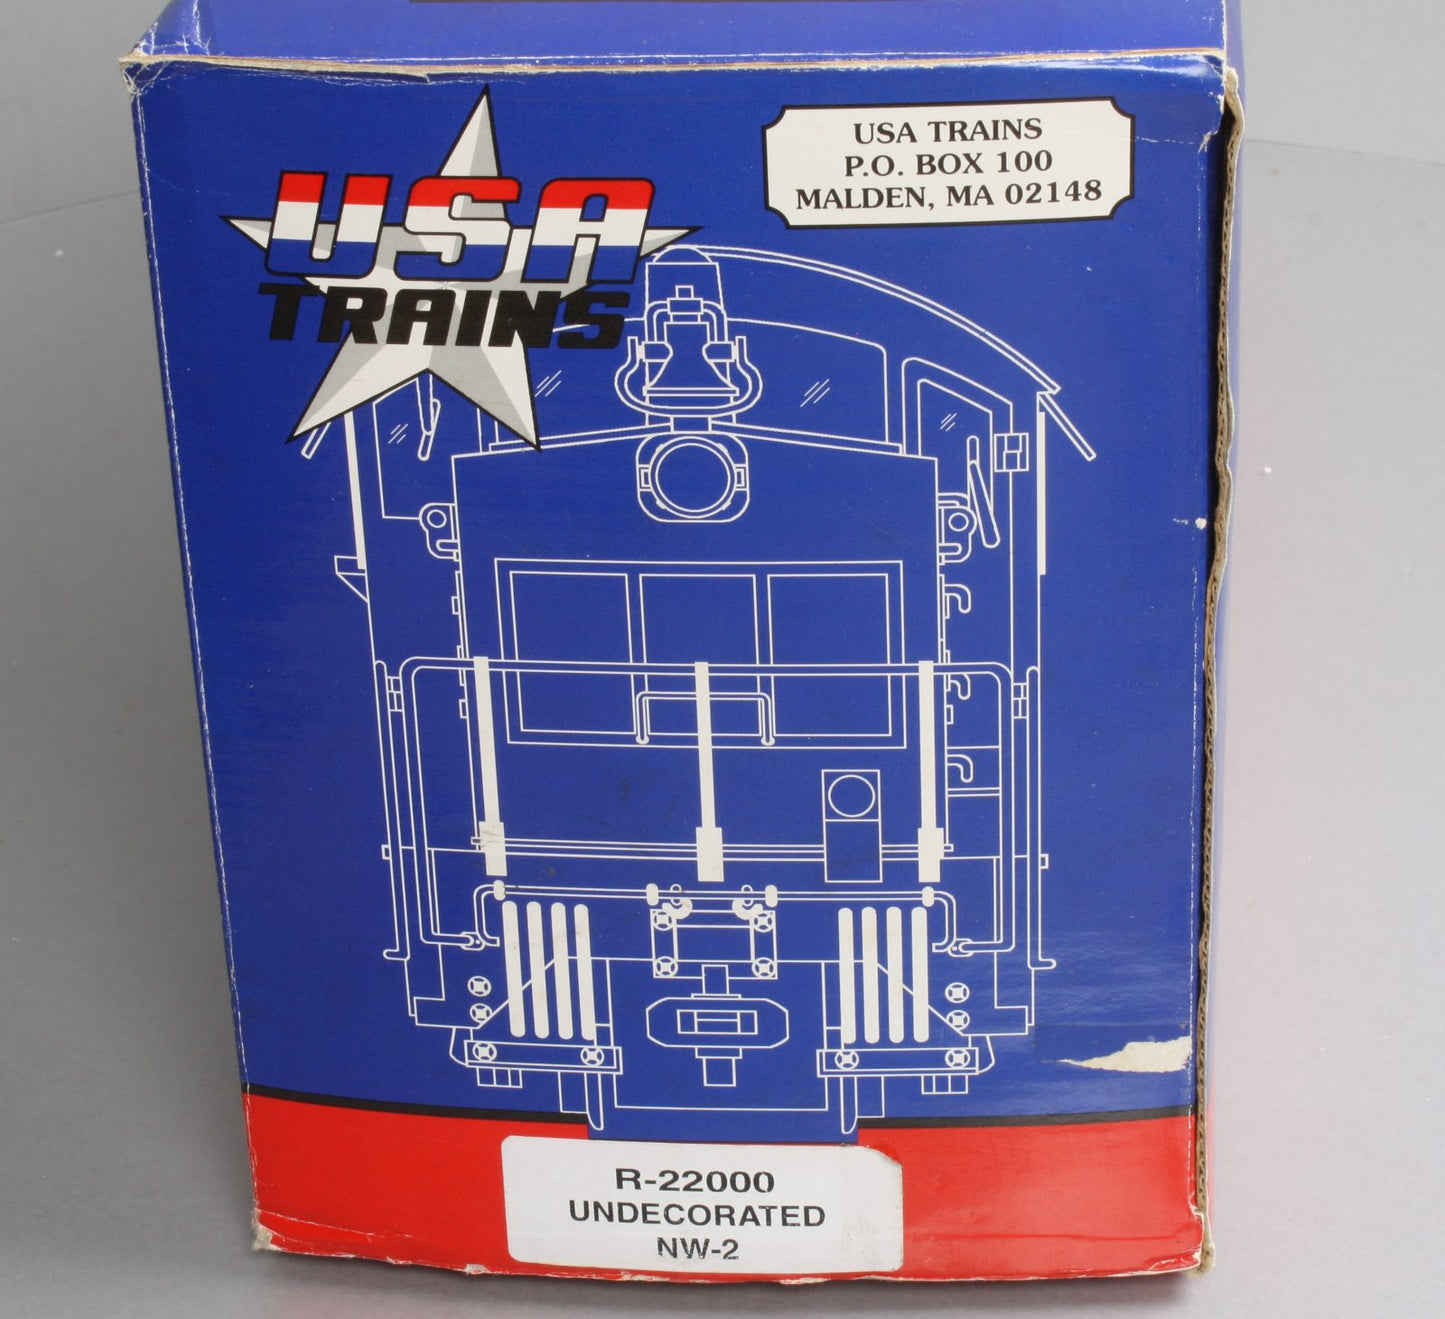 USA
TRAINS
USA TRAINS
P.O. BOX 100
MALDEN, MA 02148
R-22000
UNDECORATED
NW-2